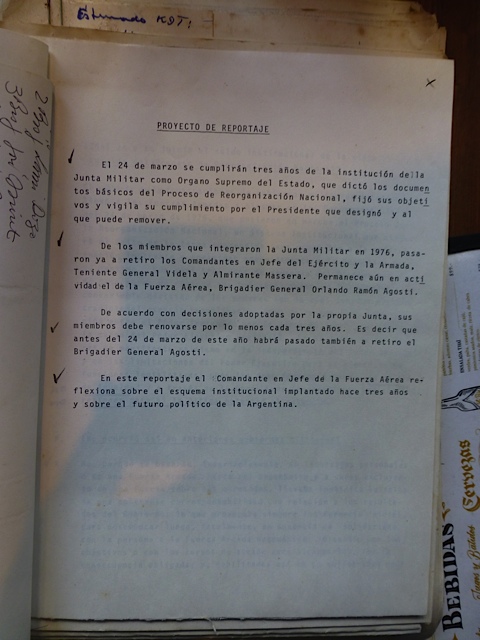 Estimado KDT:
x
PROYECTO DE REPORTAJE
El 24 de marzo se cumplirán tres años de la institución de la
Junta Militar como Organo Supremo del Estado, que dictó los documen
tos básicos del Proceso de Reorganización Nacional, fijó sus objeti
vos y vigila su cumplimiento por el Presidente que designó y al
que puede remover.
De los miembros que integraron la Junta Militar en 1976, pasa-
ron ya a retiro los Comandantes en Jefe del Ejército y la Armada,
Teniente General Videla y Almirante Massera. Permanece aún en acti
vidad el de la Fuerza Aérea, Brigadier General Orlando Ramón Agosti.
De acuerdo con decisiones adoptadas por la propia Junta, sus
miembros debe renovarse por lo menos cada tres años. Es decir que
antes del 24 de marzo de este año habrá pasado también a retiro el
Brigadier General Agosti.
En este reportaje el Comandante en Jefe de la Fuerza Aérea re-
flexiona sobre el esquema institucional implantado hace tres años
y sobre el futuro político de la Argentina.
BEBIDAS
Cervezas